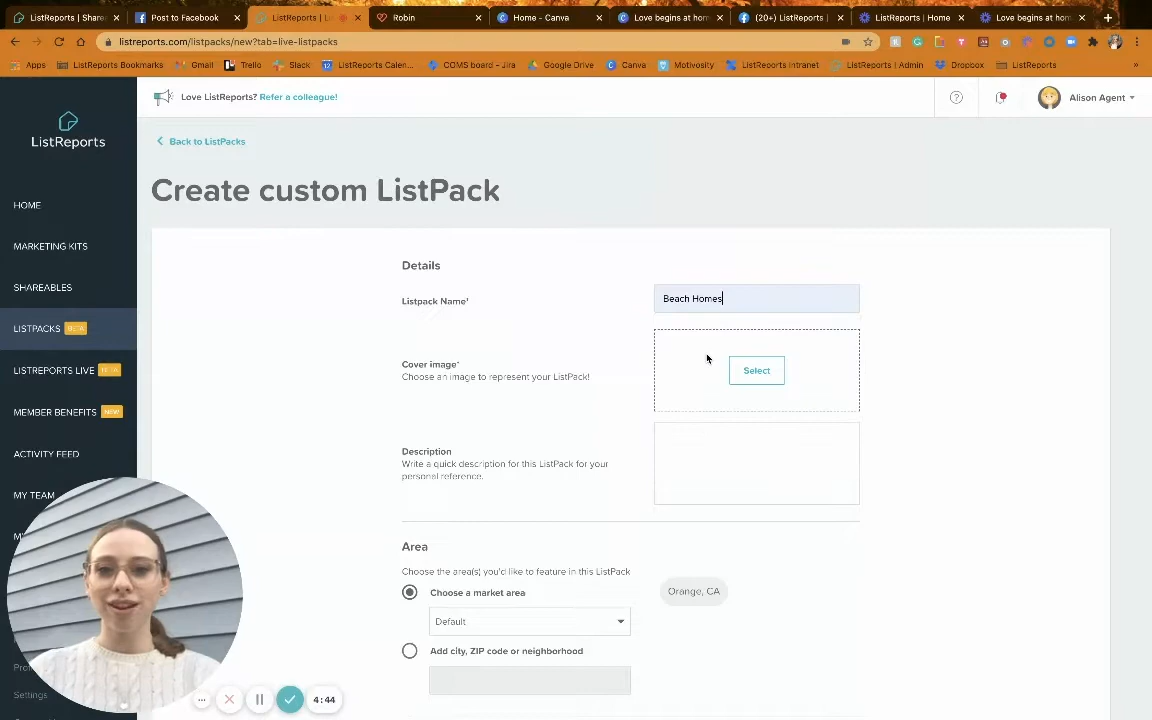 ListReports | Share
Post to Facebook
ListReports | Li
Robin
Home - Canva
Love begins at hom
(20+) ListReports |
ListReports | Home
Love begins at hom
listreports.com/listpacks/new?tab=live-listpacks
Apps
ListReports Bookmarks
Gmail
Trello
Slack
ListReports Calen...
COMS board - Jira
Google Drive
Canva
Motivosity
ListReports Intranet
ListReports | Admin
Dropbox
ListReports
»
Love ListReports? Refer a colleague!
Alison Agent
ListReports
Back to ListPacks
Create custom ListPack
HOME
MARKETING KITS
SHAREABLES
LISTPACKS BETA
LISTREPORTS LIVE BETA
MEMBER BENEFITS NEW
ACTIVITY FEED
MY TEAM
Settings
Details
Listpack Name*
Beach Homes
Cover image*
Choose an image to represent your ListPack!
Select
Description
Write a quick description for this ListPack for your
personal reference.
Area
Choose the area(s) you'd like to feature in this ListPack
Choose a market area
Orange, CA
Default
Add city, ZIP code or neighborhood
4:44